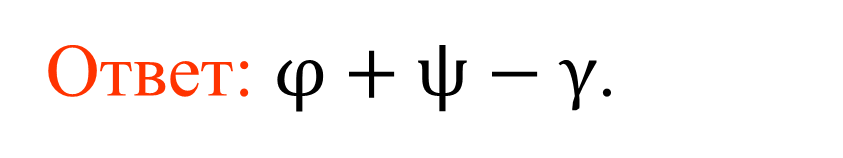 Ответ: φ + ψ − γ.